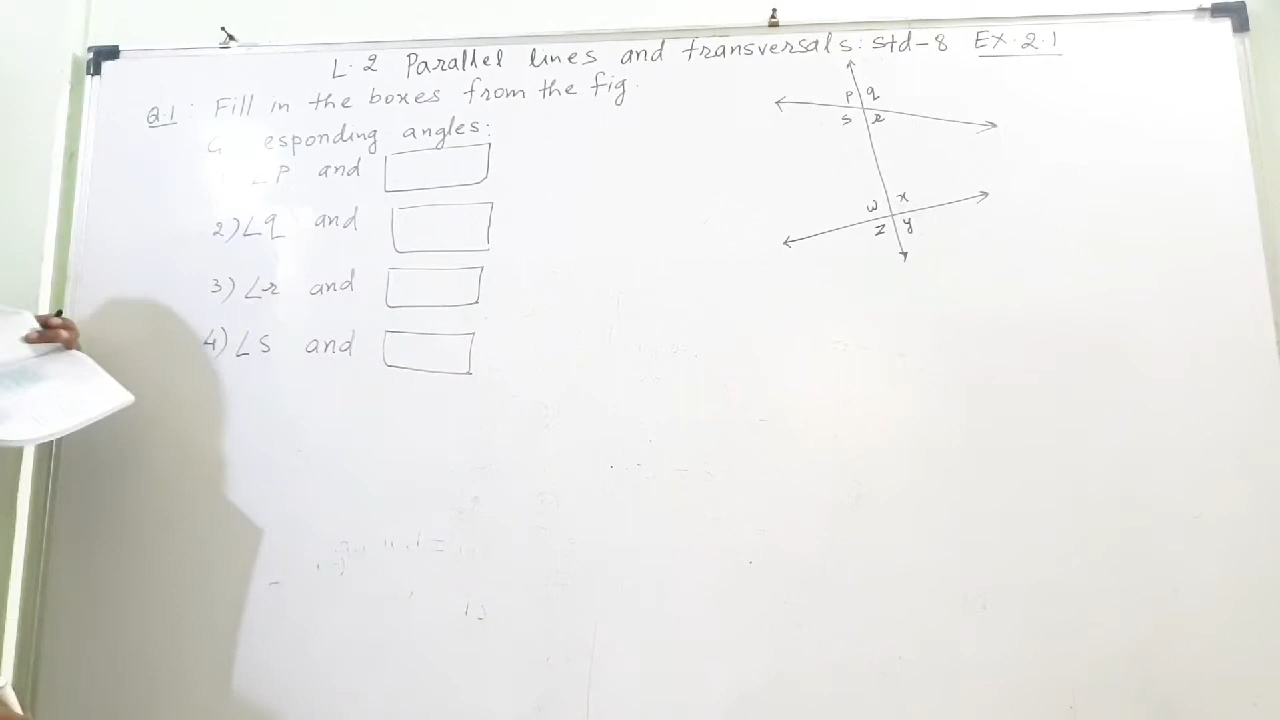 L.2 Parallel lines and transversals: std-8 EX.2.1
Q.1: Fill in the boxes from the fig.
esponding angles:
∠P and
2) ∠q and
3) ∠r and
4) ∠s and
p q
s r
w x
z y